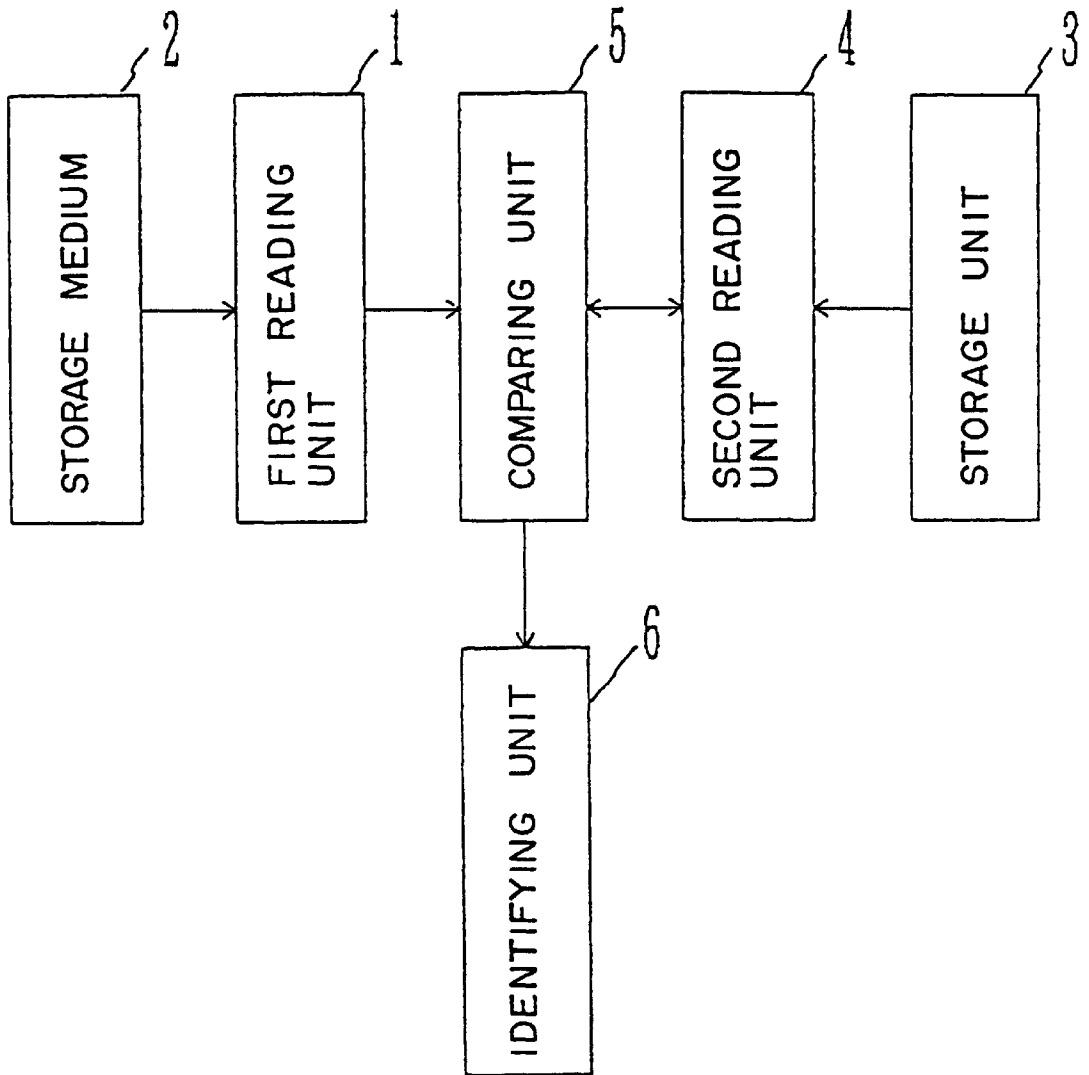 2
1
5
4
3
STORAGE MEDIUM
FIRST READING
UNIT
COMPARING UNIT
SECOND READING
UNIT
STORAGE UNIT
6
IDENTIFYING UNIT